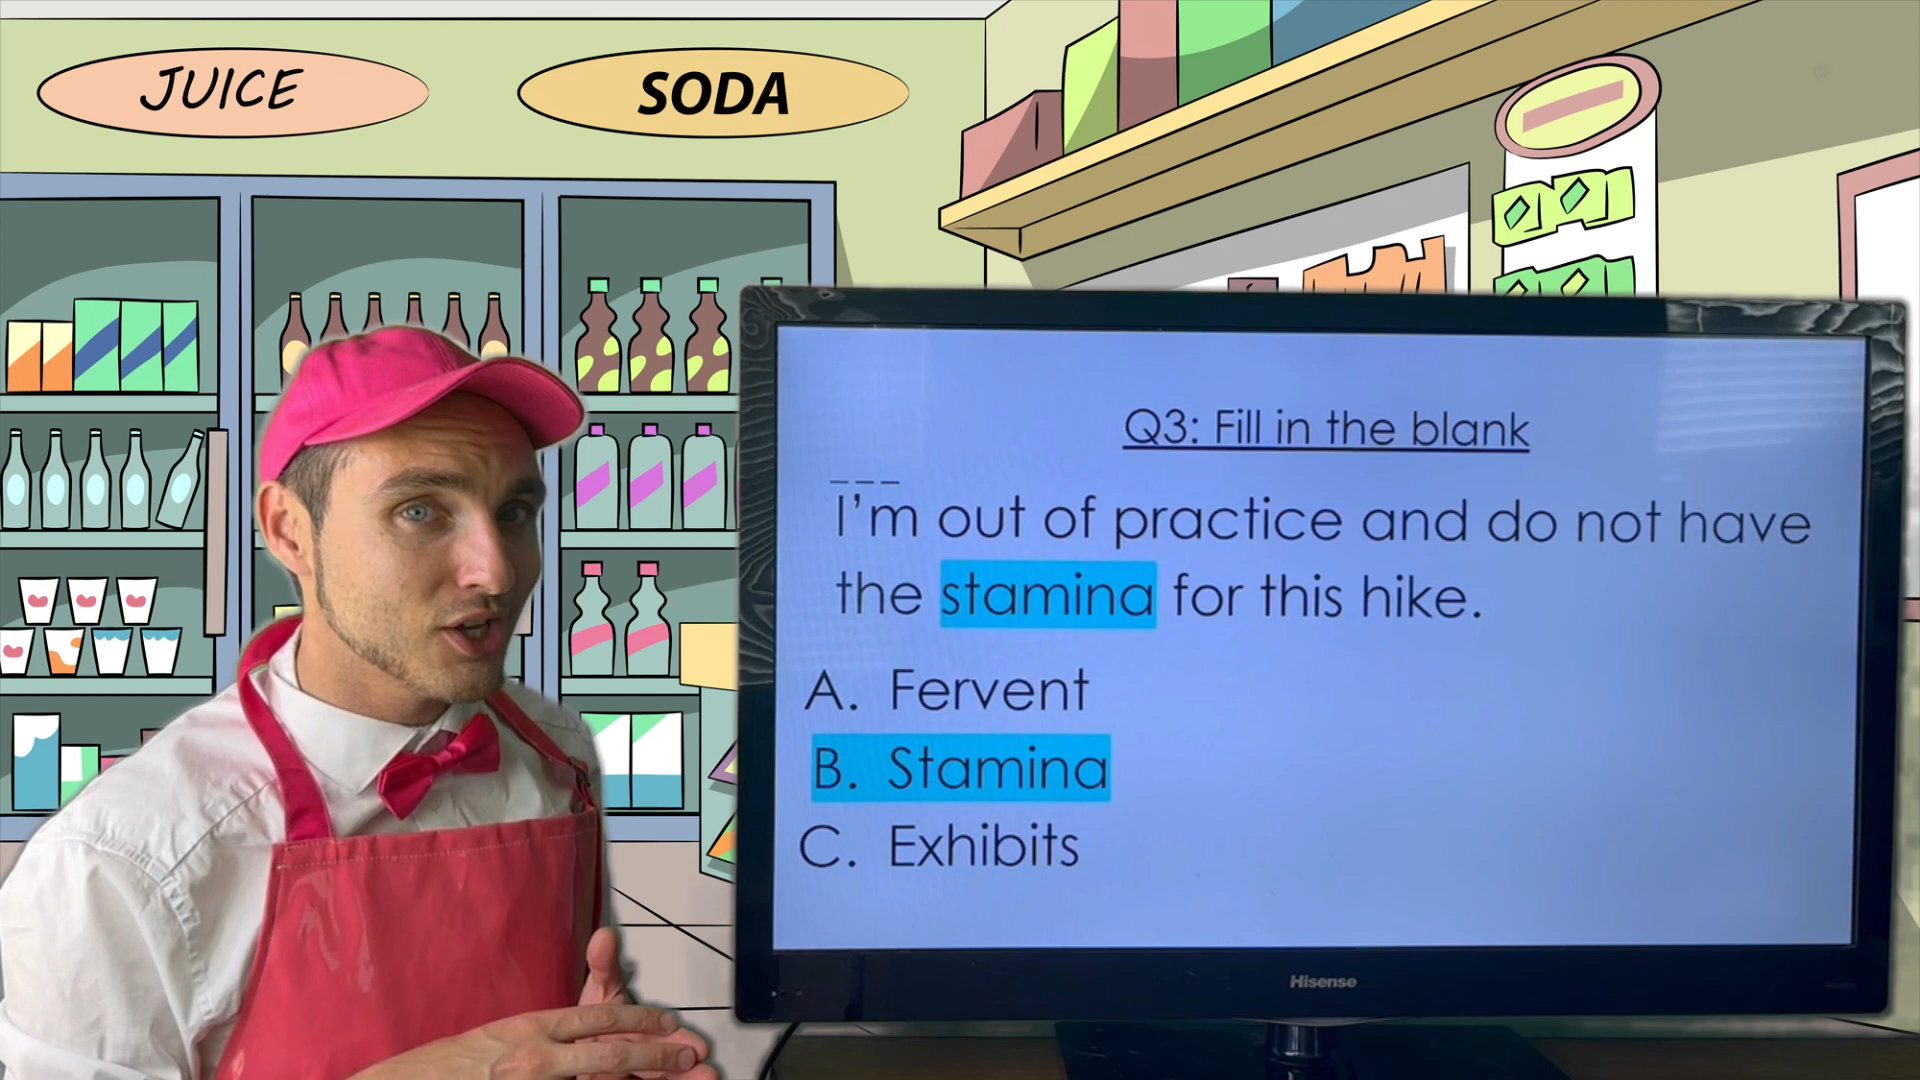 JUICE
SODA
Q3: Fill in the blank
I'm out of practice and do not have
the stamina for this hike.
A. Fervent
B. Stamina
C. Exhibits
Hisense